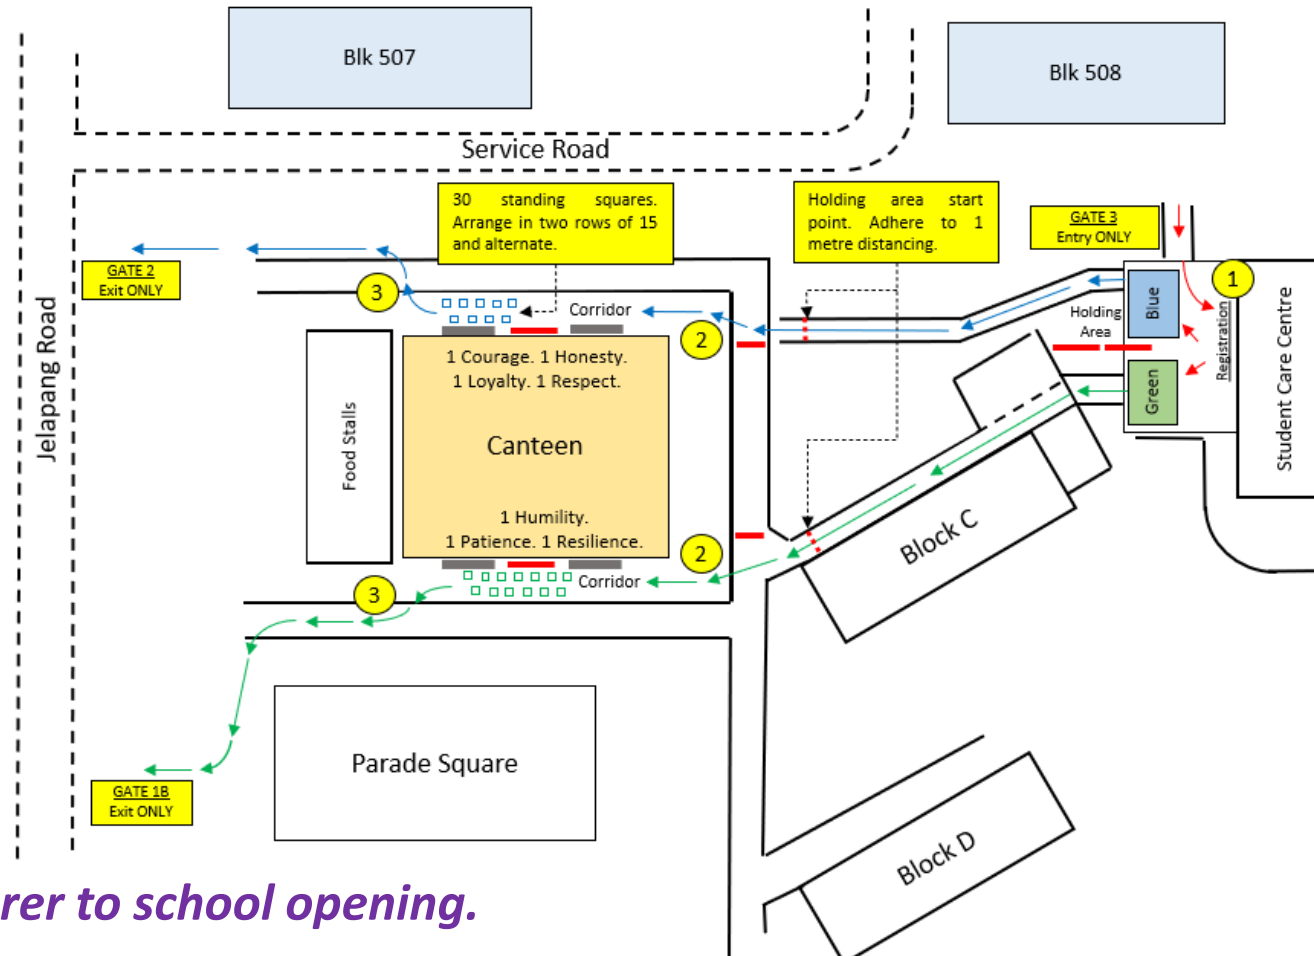 Blk 507
Blk 508
Service Road
Jelapang Road
30 standing squares.
Arrange in two rows of 15
and alternate.
Holding area start
point. Adhere to 1
metre distancing.
GATE 3
Entry ONLY
GATE 2
Exit ONLY
3
Corridor
2
1
Blue
Holding
Area
Registration
Green
Student Care Centre
1 Courage. 1 Honesty.
1 Loyalty. 1 Respect.
Food Stalls
Canteen
1 Humility.
1 Patience. 1 Resilience.
2
Block C
3
Corridor
Parade Square
GATE 1B
Exit ONLY
Block D
rer to school opening.